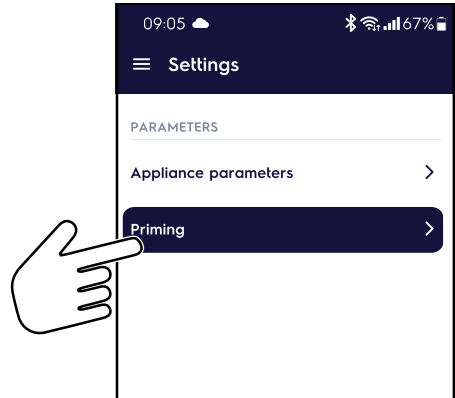 09:05 67%
Settings
PARAMETERS
Appliance parameters
Priming